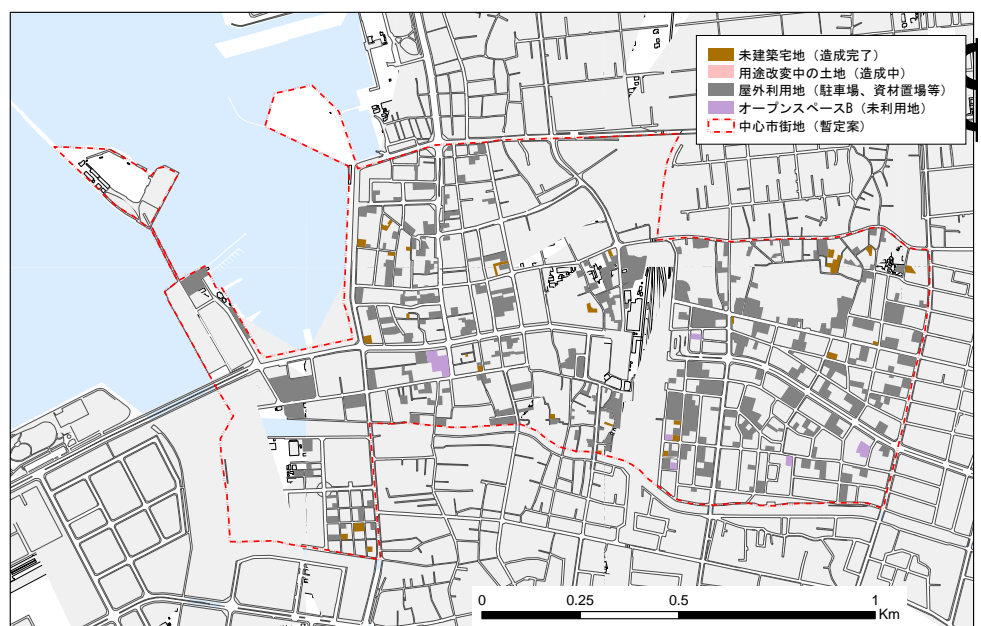 未建築宅地（造成完了）
用途改変中の土地（造成中）
屋外利用地（駐車場、資材置場等）
オープンスペースB（未利用地）
中心市街地（暫定案）
0 0.25 0.5 1
Km